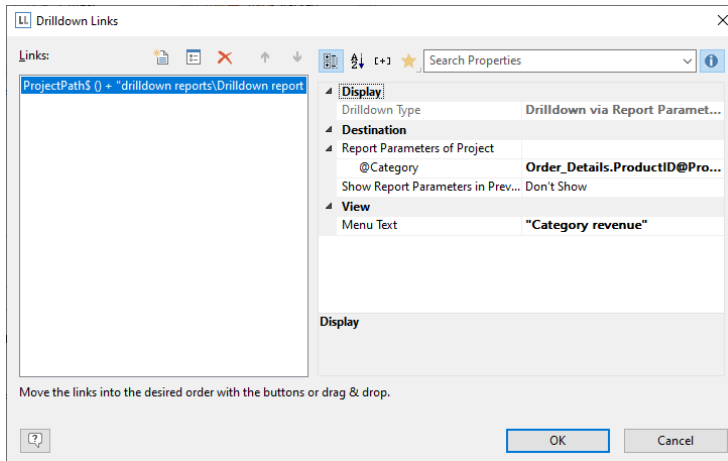 LL Drilldown Links
Links:
Search Properties
ProjectPath$ () + "drilldown reports\Drilldown report
Display
Drilldown Type Drilldown via Report Paramet...
Destination
Report Parameters of Project
@Category Order_Details.ProductID@Pro...
Show Report Parameters in Prev... Don't Show
View
Menu Text "Category revenue"
Display
Move the links into the desired order with the buttons or drag & drop.
OK Cancel